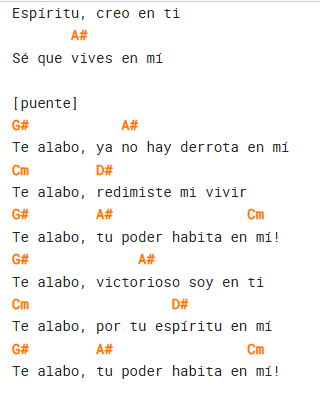 Espíritu, creo en ti
A#
Sé que vives en mí
[puente]
G# A#
Te alabo, ya no hay derrota en mí
Cm D#
Te alabo, redimiste mi vivir
G# A# Cm
Te alabo, tu poder habita en mí!
G# A#
Te alabo, victorioso soy en ti
Cm D#
Te alabo, por tu espíritu en mí
G# A# Cm
Te alabo, tu poder habita en mí!